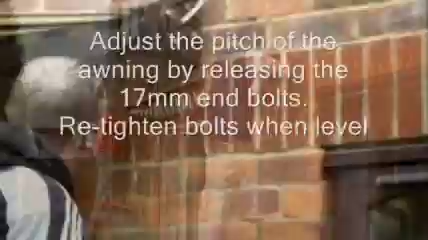 Adjust the pitch of the
awning by releasing the
17mm end bolts.
Re-tighten bolts when level